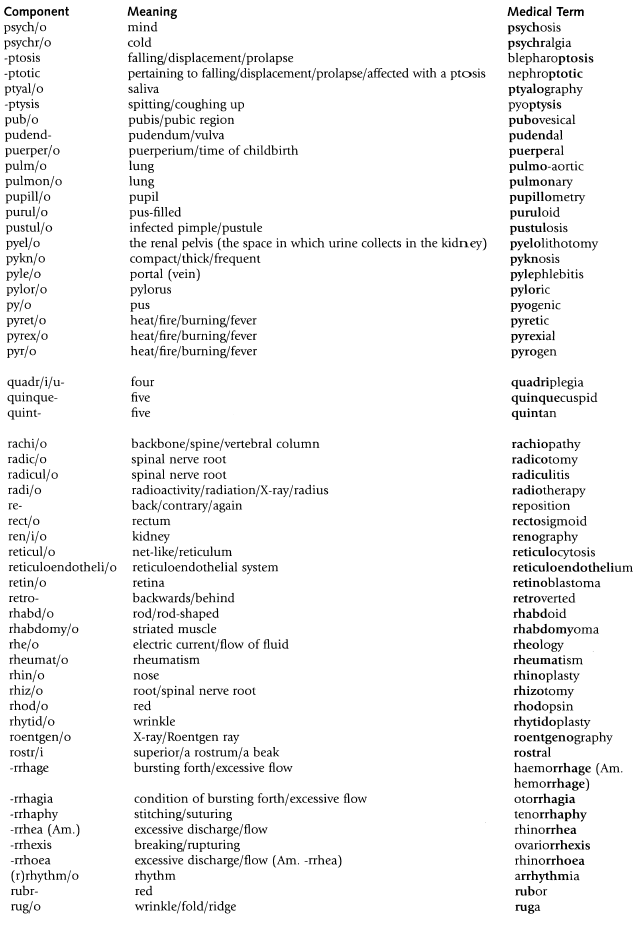 Component Meaning Medical Term
psych/o mind psychosis
psychr/o cold psychralgia
-ptosis falling/displacement/prolapse blepharoptosis
-ptotic pertaining to falling/displacement/prolapse/affected with a ptosis nephroptotic
ptyal/o saliva ptyalography
-ptysis spitting/coughing up pyoptysis
pub/o pubis/pubic region pubovesical
pudend- pudendum/vulva pudendal
puerper/o puerperium/time of childbirth puerperal
pulm/o lung pulmo-aortic
pulmon/o lung pulmonary
pupill/o pupil pupillometry
purul/o pus-filled puruloid
pustul/o infected pimple/pustule pustulosis
pyel/o the renal pelvis (the space in which urine collects in the kidney) pyelolithotomy
pykn/o compact/thick/frequent pyknosis
pyle/o portal (vein) pylephlebitis
pylor/o pylorus pyloric
py/o pus pyogenic
pyret/o heat/fire/burning/fever pyretic
pyrex/o heat/fire/burning/fever pyrexial
pyr/o heat/fire/burning/fever pyrogen
quadr/i/u- four quadriplegia
quinque- five quinquecuspid
quint- five quintan
rachi/o backbone/spine/vertebral column rachiopathy
radic/o spinal nerve root radicotomy
radicul/o spinal nerve root radiculitis
radi/o radioactivity/radiation/X-ray/radius radiotherapy
re- back/contrary/again reposition
rect/o rectum rectosigmoid
ren/i/o kidney renography
reticul/o net-like/reticulum reticulocytosis
reticuloendotheli/o reticuloendothelial system reticuloendothelium
retin/o retina retinoblastoma
retro- backwards/behind retroverted
rhabd/o rod/rod-shaped rhabdoid
rhabdomy/o striated muscle rhabdomyoma
rhe/o electric current/flow of fluid rheology
rheumat/o rheumatism rheumatism
rhin/o nose rhinoplasty
rhiz/o root/spinal nerve root rhizotomy
rhod/o red rhodopsin
rhytid/o wrinkle rhytidoplasty
roentgen/o X-ray/Roentgen ray roentgenography
rostr/i superior/a rostrum/a beak rostral
-rrhage bursting forth/excessive flow haemorrhage (Am.
hemorrhage)
-rrhagia condition of bursting forth/excessive flow otorrhagia
-rrhaphy stitching/suturing tenorrhaphy
-rrhea (Am.) excessive discharge/flow rhinorrhea
-rrhexis breaking/rupturing ovariorrhexis
-rrhoea excessive discharge/flow (Am. -rrhea) rhinorrhoea
(r)rhythm/o rhythm arrhythmia
rubr- red rubor
rug/o wrinkle/fold/ridge ruga